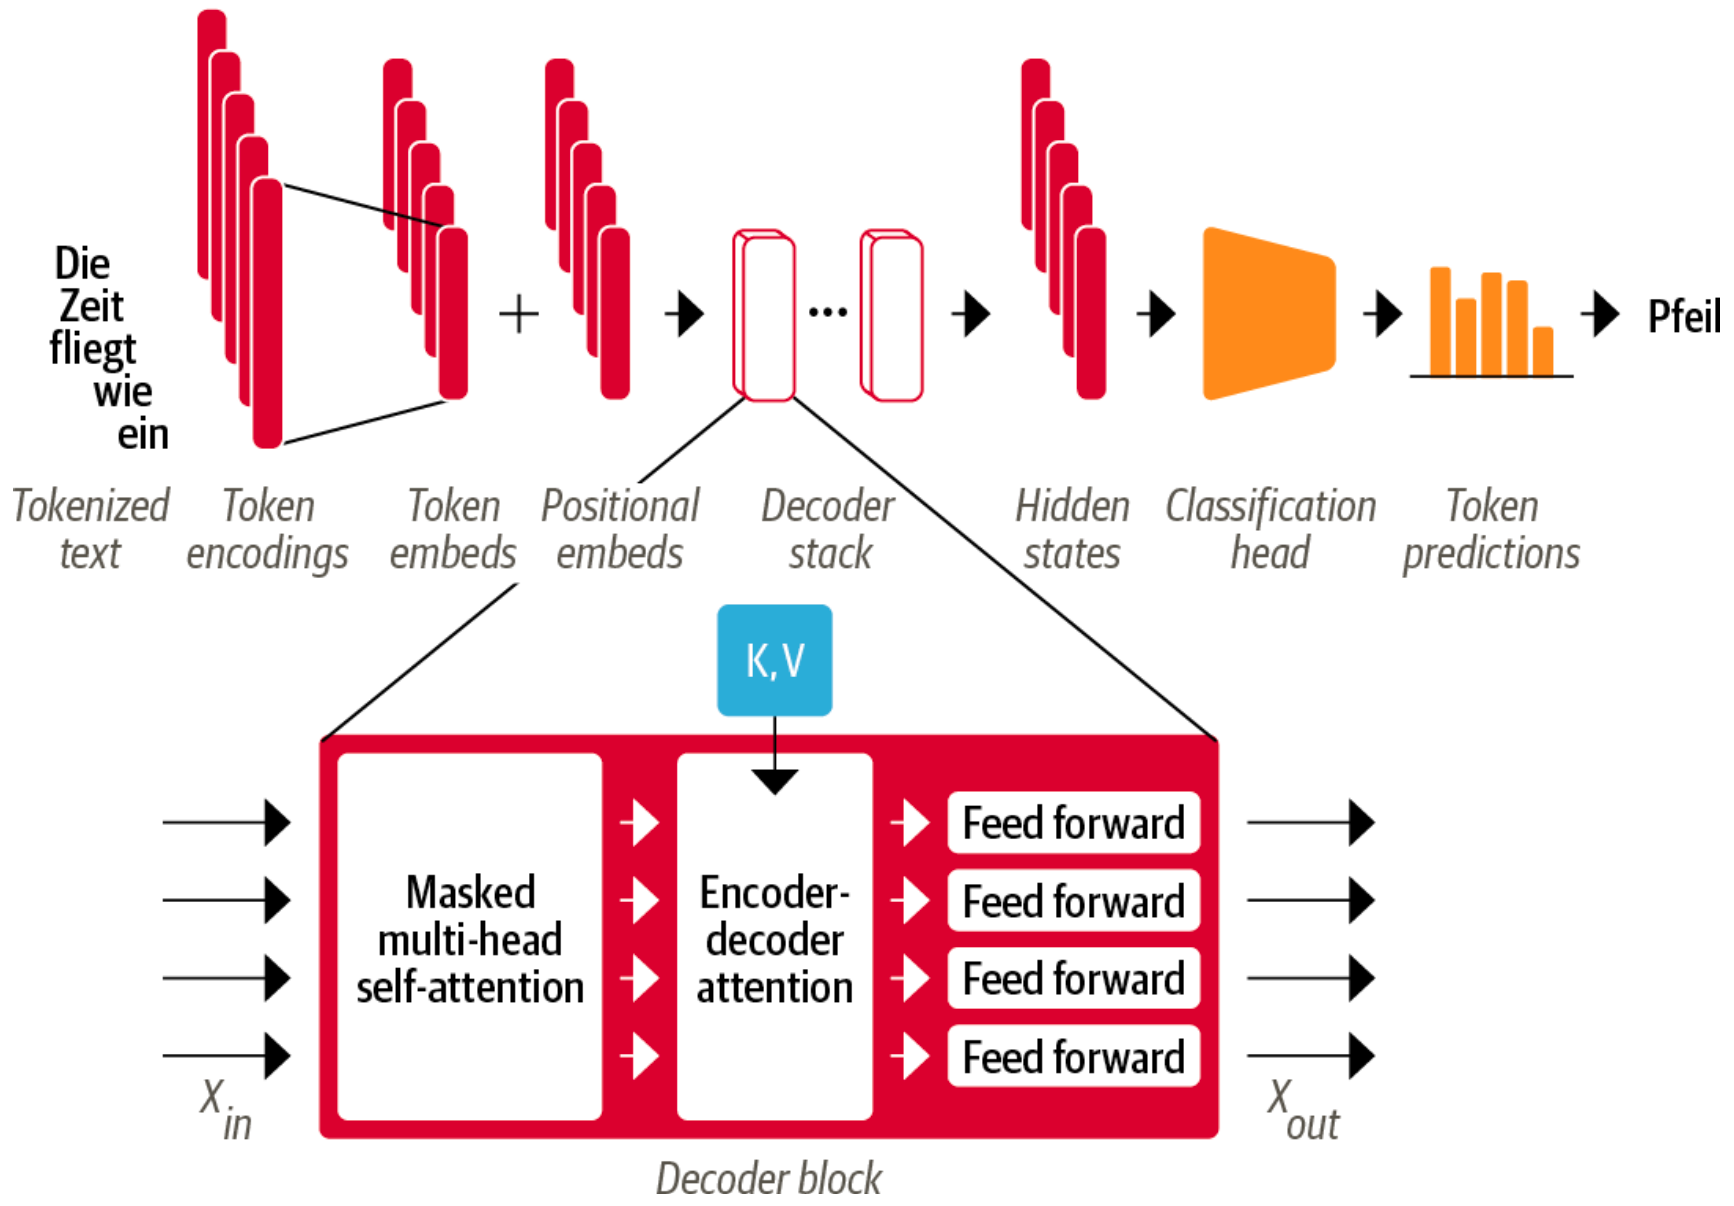 Die
Zeit
fliegt
wie
ein
+
...
Pfeil
Tokenized
text
Token
encodings
Token
embeds
Positional
embeds
Decoder
stack
Hidden
states
Classification
head
Token
predictions
K, V
Masked
multi-head
self-attention
Encoder-
decoder
attention
Feed forward
Feed forward
Feed forward
Feed forward
X in
X out
Decoder block